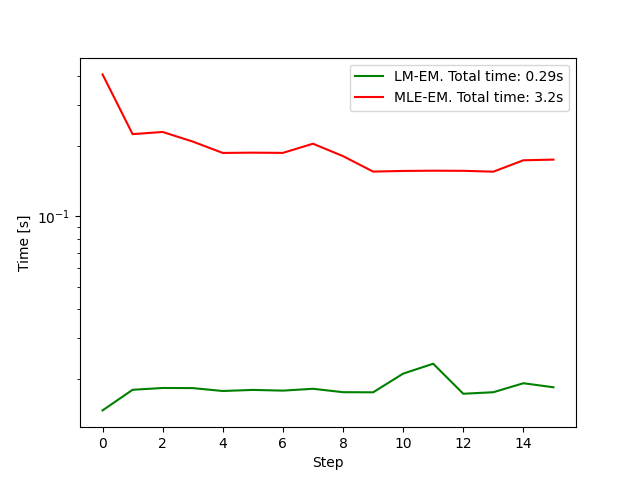 LM-EM. Total time: 0.29s
MLE-EM. Total time: 3.2s
Time [s]
10⁻¹
0 2 4 6 8 10 12 14
Step